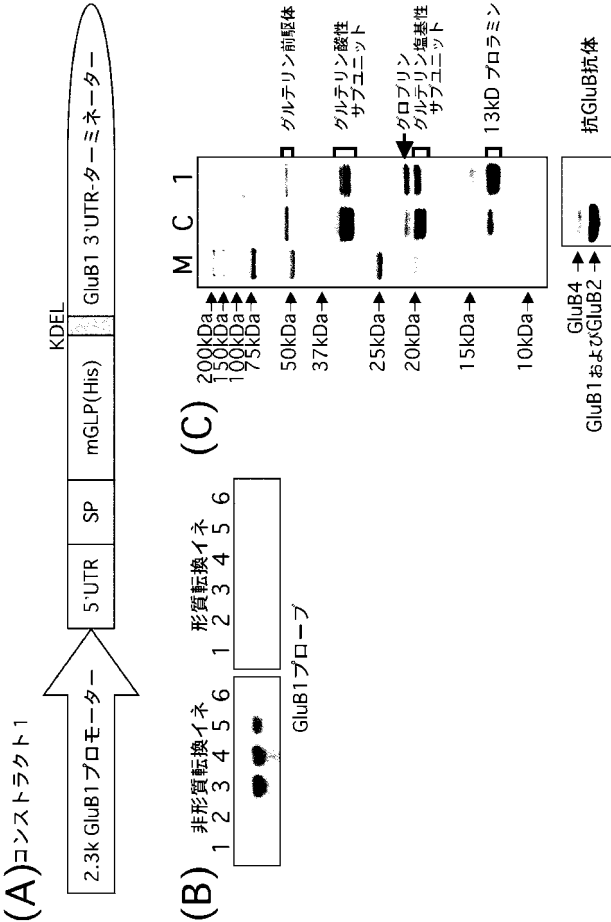 (A)
コンストラクト1
2.3k GluB1プロモーター
5'UTR
SP
mGLP(His)
KDEL
GluB1 3'UTR-ターミネーター
(B)
非形質転換イネ
1 2 3 4 5 6
形質転換イネ
1 2 3 4 5 6
GluB1プローブ
(C)
M C 1
200kDa
150kDa
100kDa
75kDa
50kDa
37kDa
25kDa
20kDa
15kDa
10kDa
グルテリン前駆体
グルテリン酸性
サブユニット
グロブリン
グルテリン塩基性
サブユニット
13kD プロラミン
GluB4
GluB1およびGluB2
抗GluB抗体